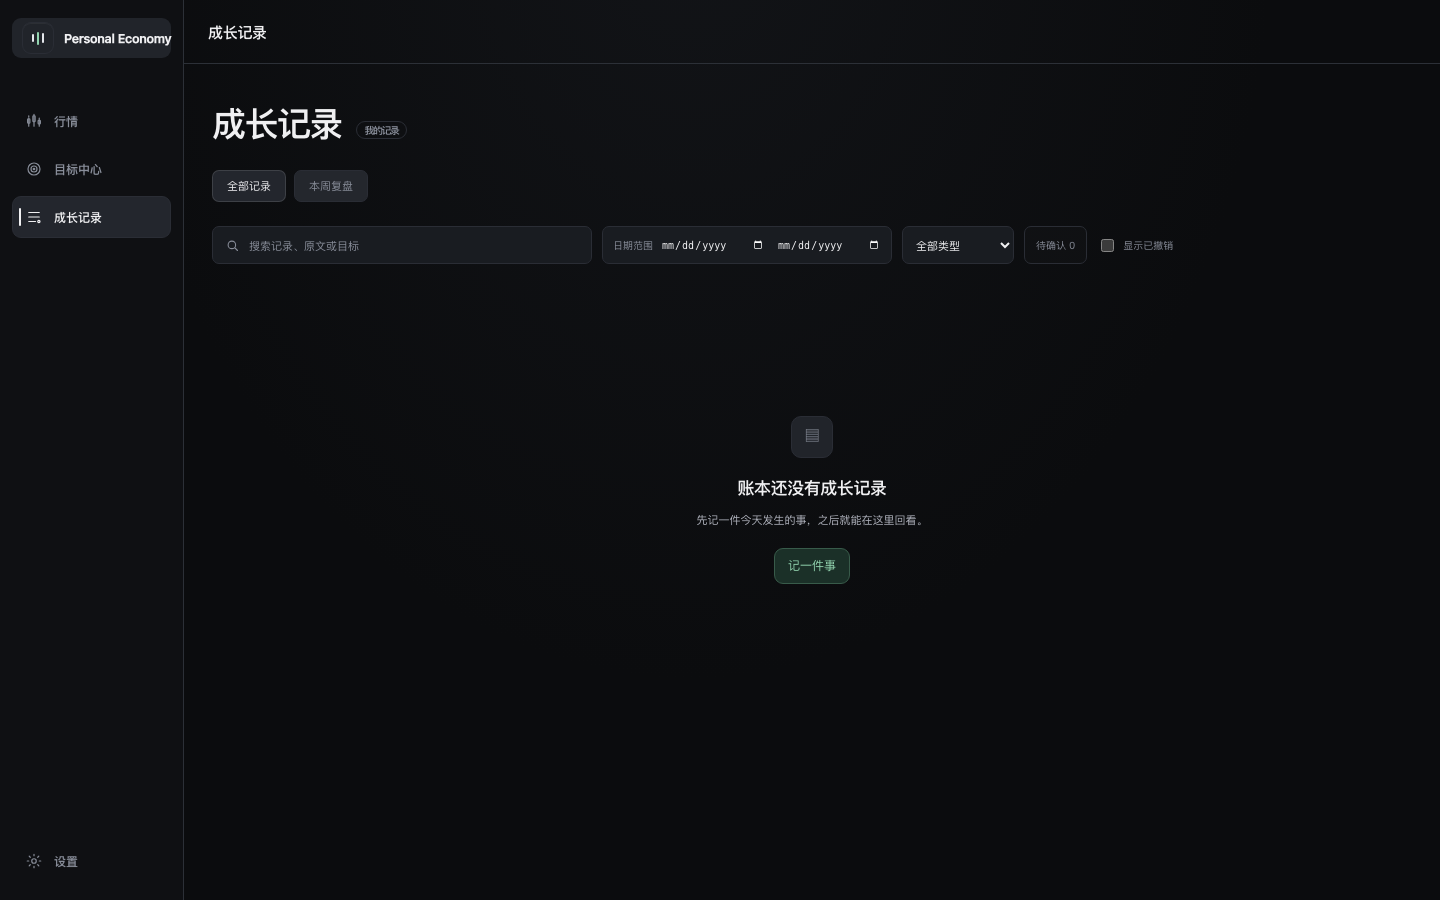 Personal Economy
成长记录
行情
目标中心
成长记录
设置
成长记录 我的记录
全部记录 本周复盘
搜索记录、原文或目标 日期范围 mm/dd/yyyy mm/dd/yyyy 全部类型 待确认 0 显示已撤销
账本还没有成长记录
先记一件今天发生的事，之后就能在这里回看。
记一件事